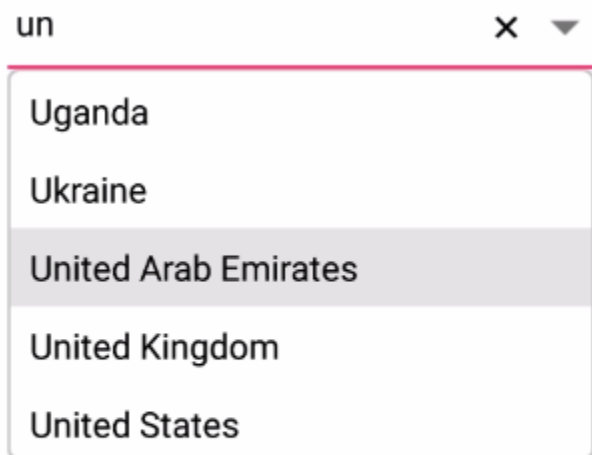 un
Uganda
Ukraine
United Arab Emirates
United Kingdom
United States